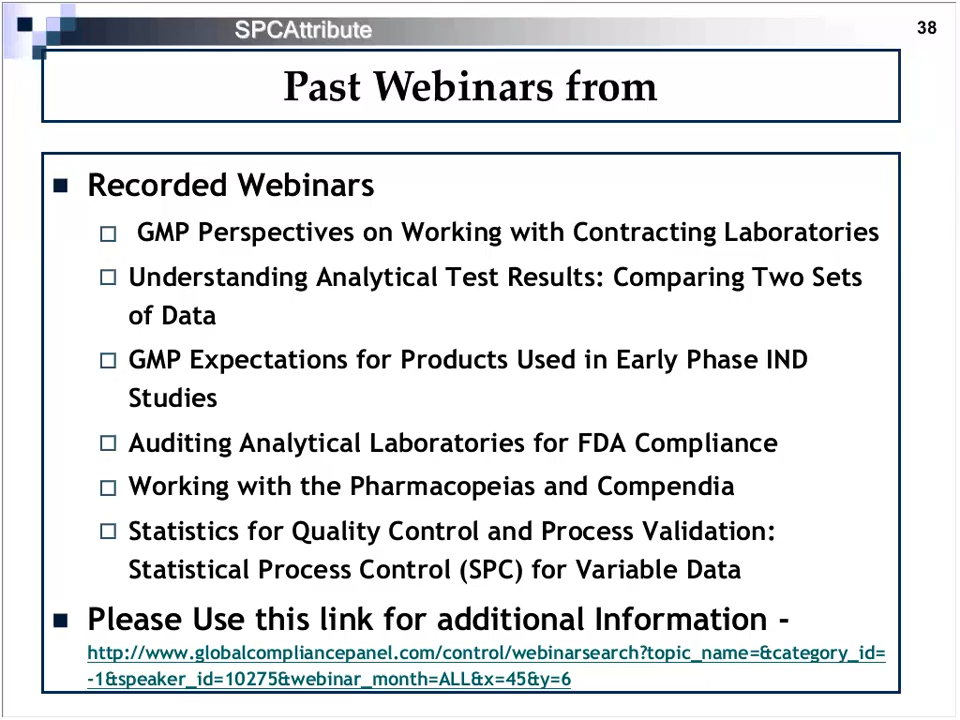 SPCAttribute
38
Past Webinars from
Recorded Webinars
GMP Perspectives on Working with Contracting Laboratories
Understanding Analytical Test Results: Comparing Two Sets
of Data
GMP Expectations for Products Used in Early Phase IND
Studies
Auditing Analytical Laboratories for FDA Compliance
Working with the Pharmacopeias and Compendia
Statistics for Quality Control and Process Validation:
Statistical Process Control (SPC) for Variable Data
Please Use this link for additional Information -
http://www.globalcompliancepanel.com/control/webinarsearch?topic_name=&category_id=
-1&speaker_id=10275&webinar_month=ALL&x=45&y=6